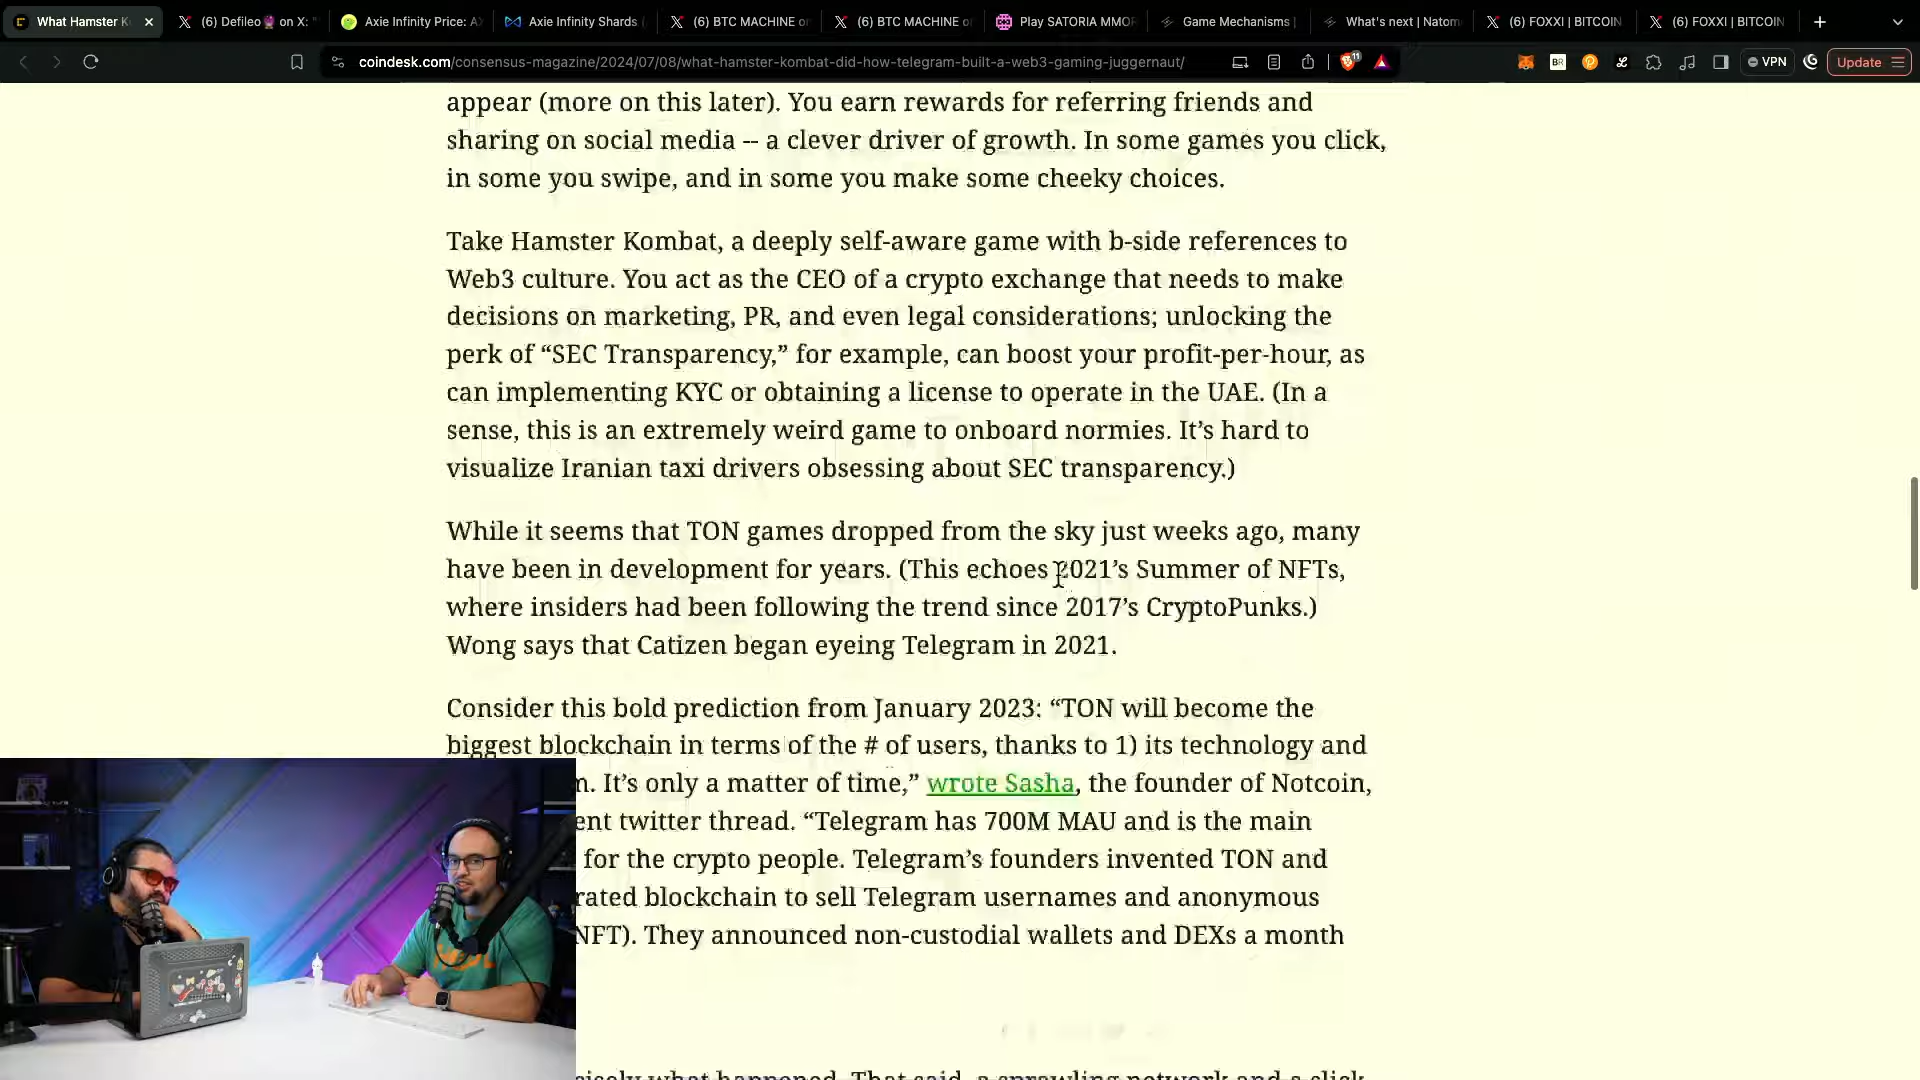 What Hamster K
(6) Defileo🔮 on X: "
Axie Infinity Price: A
Axie Infinity Shards (
(6) BTC MACHINE o
(6) BTC MACHINE o
Play SATORIA MMOR
Game Mechanisms |
What's next | Natom
(6) FOXXI | BITCOIN
(6) FOXXI | BITCOIN
coindesk.com/consensus-magazine/2024/07/08/what-hamster-kombat-did-how-telegram-built-a-web3-gaming-juggernaut/
11
BR
VPN
Update
appear (more on this later). You earn rewards for referring friends and
sharing on social media -- a clever driver of growth. In some games you click,
in some you swipe, and in some you make some cheeky choices.
Take Hamster Kombat, a deeply self-aware game with b-side references to
Web3 culture. You act as the CEO of a crypto exchange that needs to make
decisions on marketing, PR, and even legal considerations; unlocking the
perk of “SEC Transparency,” for example, can boost your profit-per-hour, as
can implementing KYC or obtaining a license to operate in the UAE. (In a
sense, this is an extremely weird game to onboard normies. It’s hard to
visualize Iranian taxi drivers obsessing about SEC transparency.)
While it seems that TON games dropped from the sky just weeks ago, many
have been in development for years. (This echoes 2021’s Summer of NFTs,
where insiders had been following the trend since 2017’s CryptoPunks.)
Wong says that Catizen began eyeing Telegram in 2021.
Consider this bold prediction from January 2023: “TON will become the
biggest blockchain in terms of the # of users, thanks to 1) its technology and
m. It’s only a matter of time,” wrote Sasha, the founder of Notcoin,
ent twitter thread. “Telegram has 700M MAU and is the main
for the crypto people. Telegram’s founders invented TON and
rated blockchain to sell Telegram usernames and anonymous
NFT). They announced non-custodial wallets and DEXs a month
cisely what happened. That said, a sprawling network and a slick